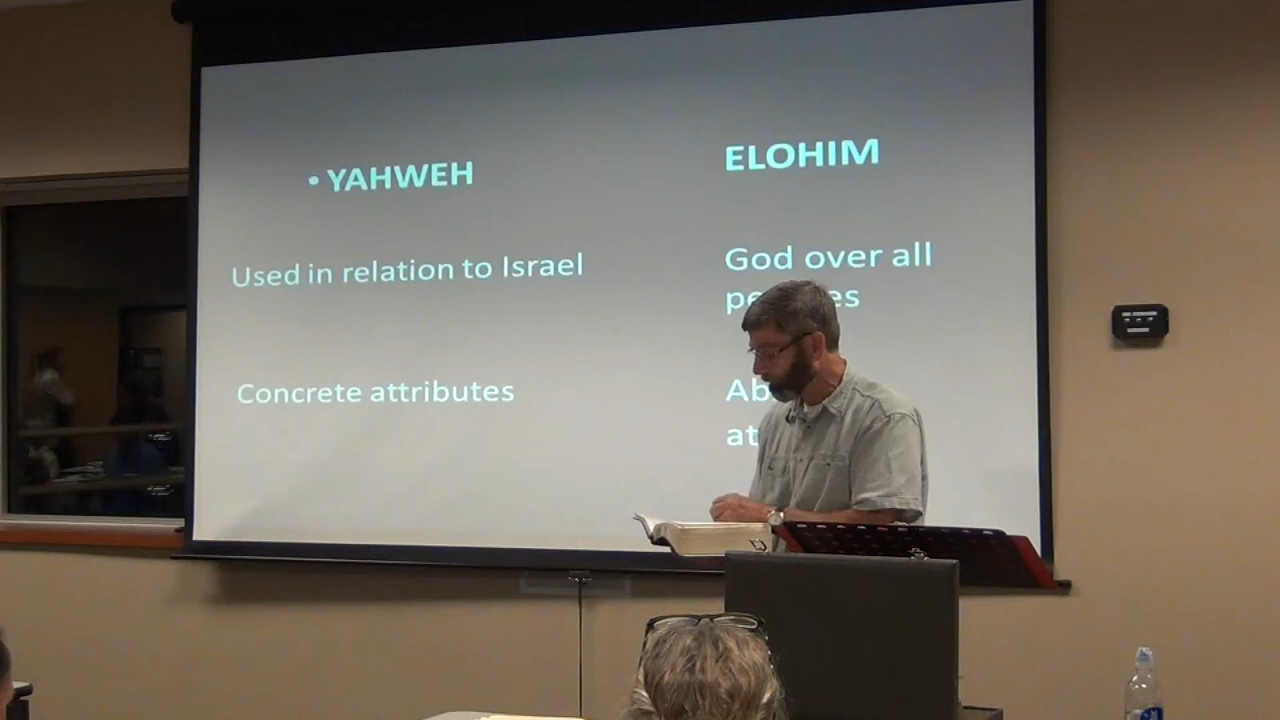 • YAHWEH
Used in relation to Israel
Concrete attributes
ELOHIM
God over all